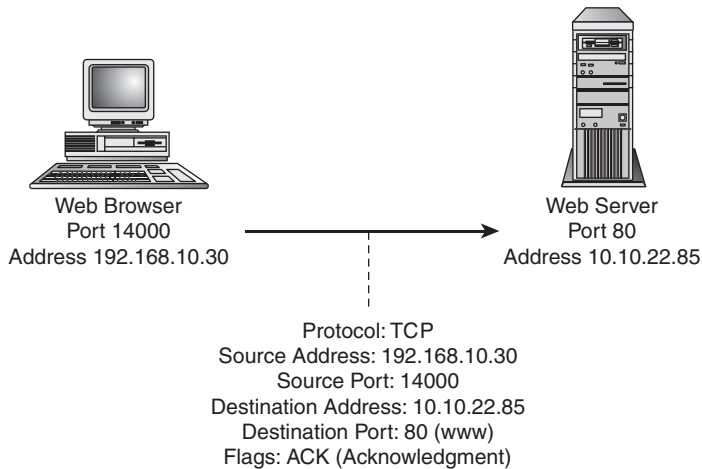 Web Browser
Port 14000
Address 192.168.10.30
Web Server
Port 80
Address 10.10.22.85
Protocol: TCP
Source Address: 192.168.10.30
Source Port: 14000
Destination Address: 10.10.22.85
Destination Port: 80 (www)
Flags: ACK (Acknowledgment)